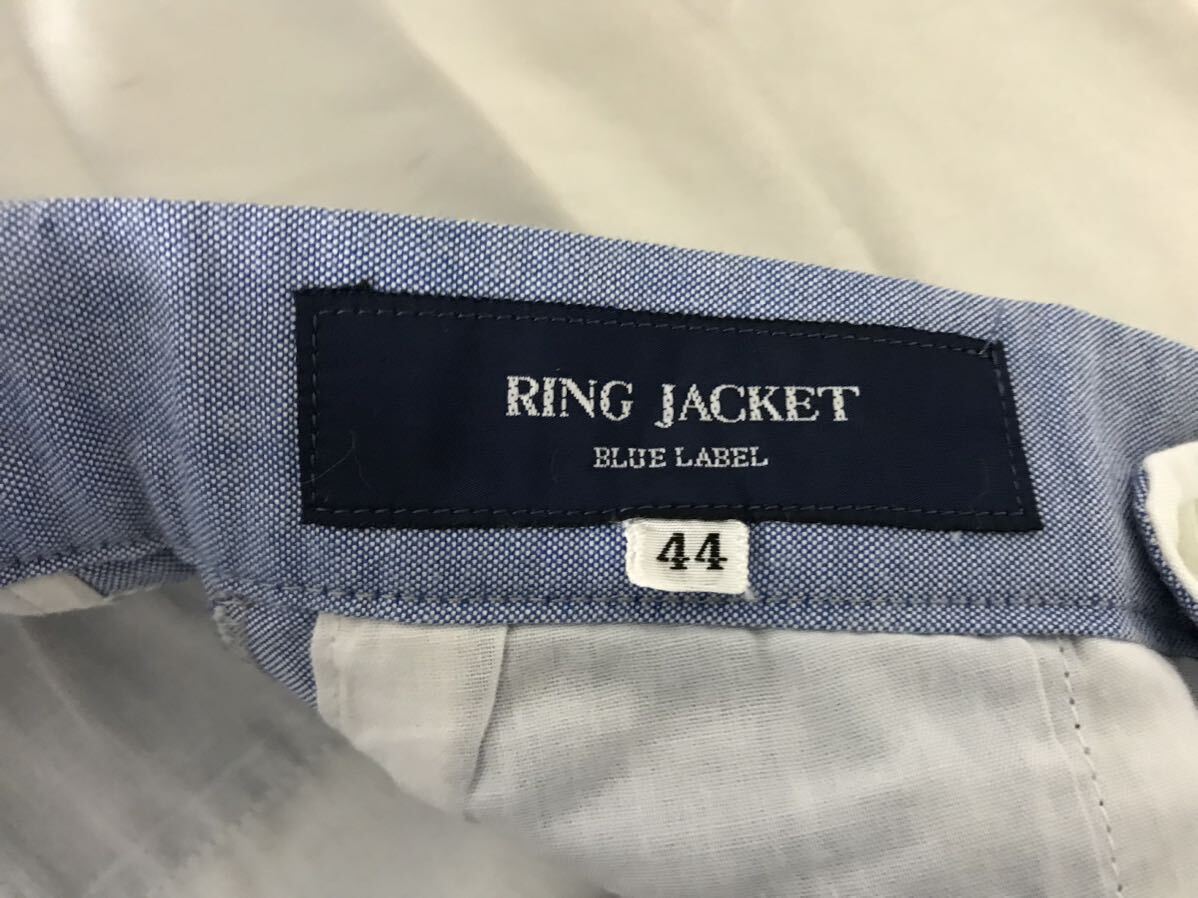 RING JACKET
BLUE LABEL
44